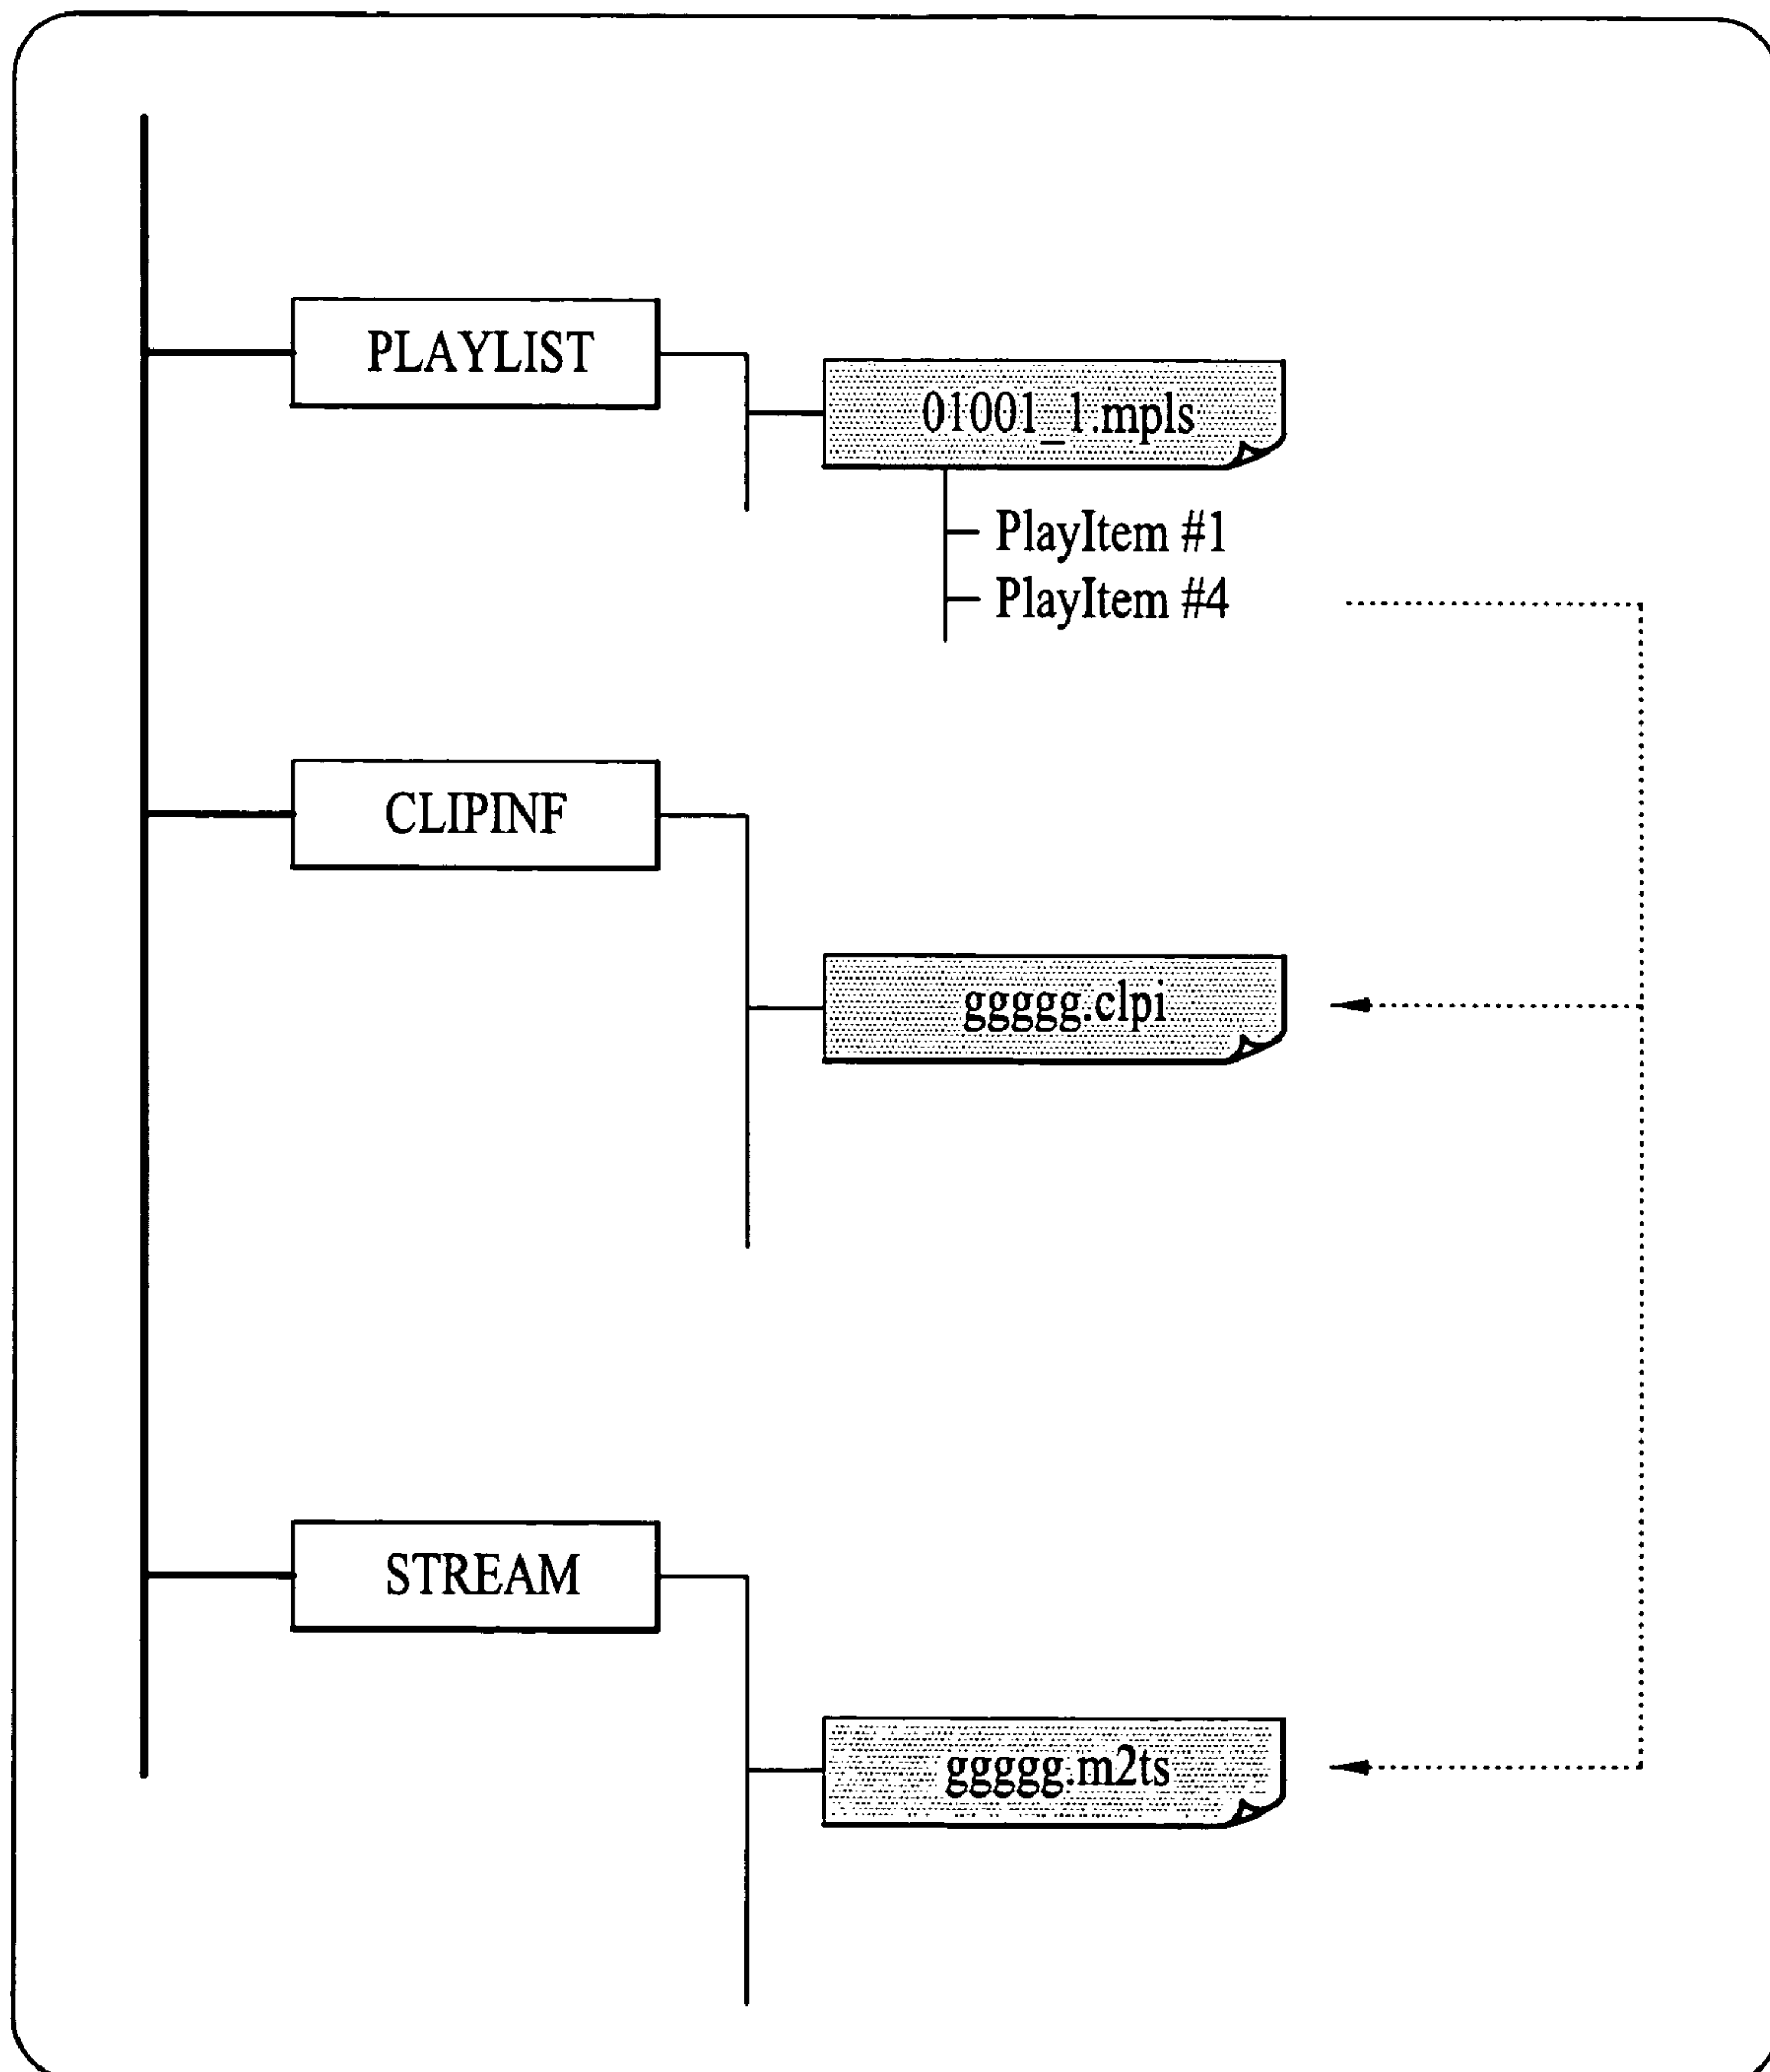 PLAYLIST
01001_1.mpls
PlayItem #1
PlayItem #4
CLIPINF
ggggg.clpi
STREAM
ggggg.m2ts